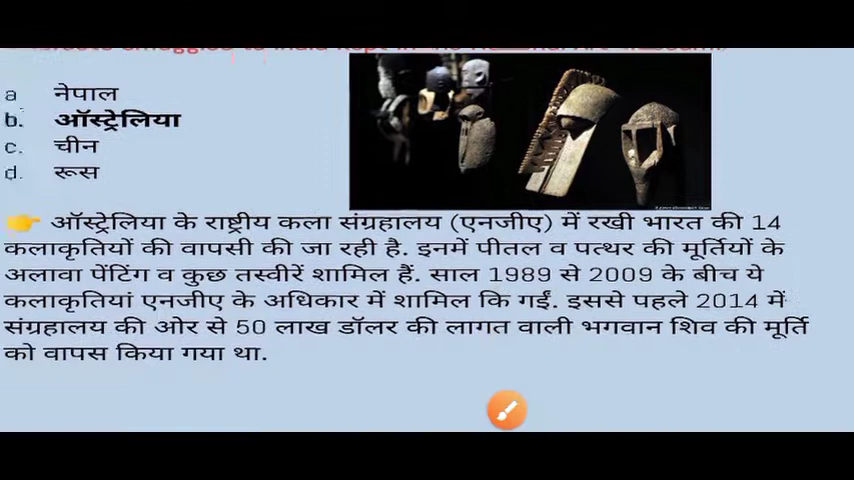 a नेपाल
b. ऑस्ट्रेलिया
c. चीन
d. रूस
ऑस्ट्रेलिया के राष्ट्रीय कला संग्रहालय (एनजीए) में रखी भारत की 14
कलाकृतियों की वापसी की जा रही है. इनमें पीतल व पत्थर की मूर्तियों के
अलावा पेंटिंग व कुछ तस्वीरें शामिल हैं. साल 1989 से 2009 के बीच ये
कलाकृतियां एनजीए के अधिकार में शामिल कि गईं. इससे पहले 2014 में
संग्रहालय की ओर से 50 लाख डॉलर की लागत वाली भगवान शिव की मूर्ति
को वापस किया गया था.